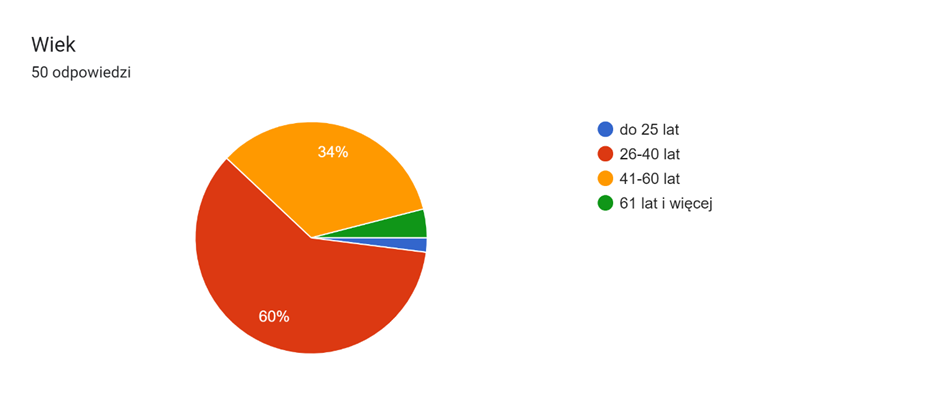 Wiek
50 odpowiedzi
34%
60%
do 25 lat
26-40 lat
41-60 lat
61 lat i więcej